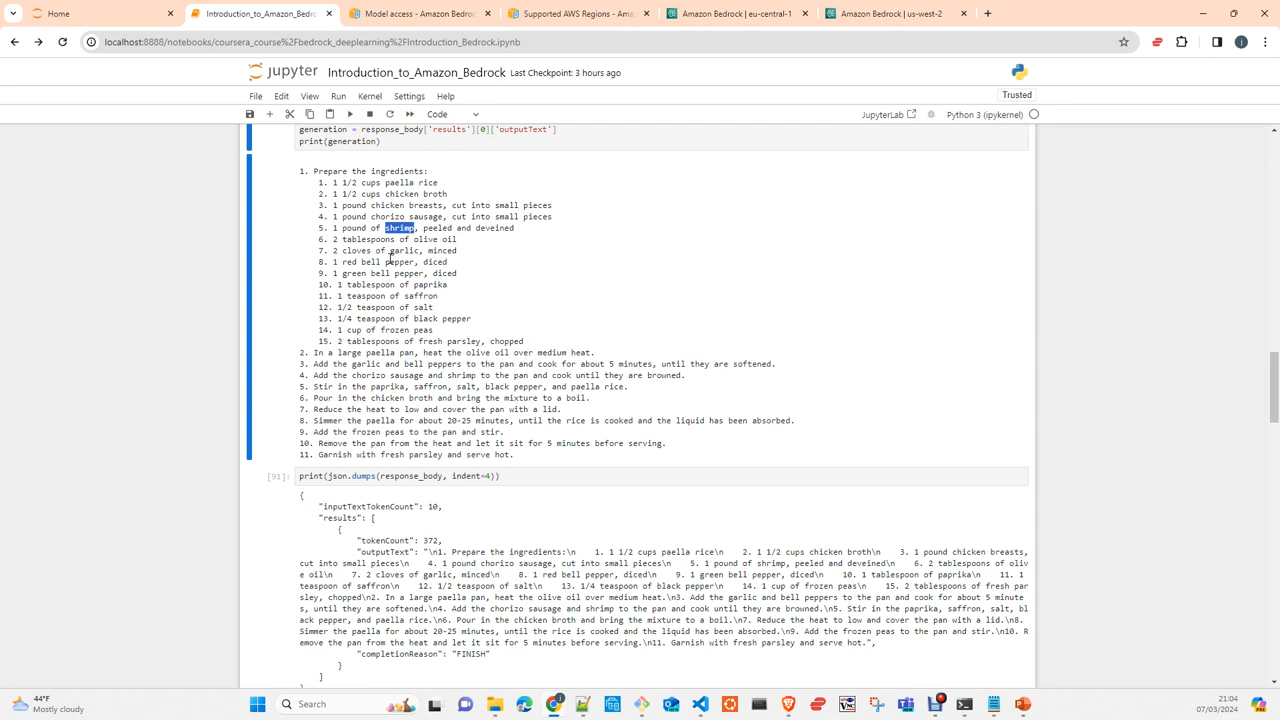 Home
Introduction_to_Amazon_Bedro
Model access - Amazon Bedroc
Supported AWS Regions - Ama
Amazon Bedrock | eu-central-1
Amazon Bedrock | us-west-2
localhost:8888/notebooks/coursera_course%2Fbedrock_deeplearning%2FIntroduction_Bedrock.ipynb
jupyter Introduction_to_Amazon_Bedrock Last Checkpoint: 3 hours ago
File Edit View Run Kernel Settings Help
Trusted
Code
JupyterLab
Python 3 (ipykernel)
generation = response_body['results'][0]['outputText']
print(generation)
1. Prepare the ingredients:
1. 1 1/2 cups paella rice
2. 1 1/2 cups chicken broth
3. 1 pound chicken breasts, cut into small pieces
4. 1 pound chorizo sausage, cut into small pieces
5. 1 pound of shrimp, peeled and deveined
6. 2 tablespoons of olive oil
7. 2 cloves of garlic, minced
8. 1 red bell pepper, diced
9. 1 green bell pepper, diced
10. 1 tablespoon of paprika
11. 1 teaspoon of saffron
12. 1/2 teaspoon of salt
13. 1/4 teaspoon of black pepper
14. 1 cup of frozen peas
15. 2 tablespoons of fresh parsley, chopped
2. In a large paella pan, heat the olive oil over medium heat.
3. Add the garlic and bell peppers to the pan and cook for about 5 minutes, until they are softened.
4. Add the chorizo sausage and shrimp to the pan and cook until they are browned.
5. Stir in the paprika, saffron, salt, black pepper, and paella rice.
6. Pour in the chicken broth and bring the mixture to a boil.
7. Reduce the heat to low and cover the pan with a lid.
8. Simmer the paella for about 20-25 minutes, until the rice is cooked and the liquid has been absorbed.
9. Add the frozen peas to the pan and stir.
10. Remove the pan from the heat and let it sit for 5 minutes before serving.
11. Garnish with fresh parsley and serve hot.
[91]: print(json.dumps(response_body, indent=4))
{
"inputTextTokenCount": 10,
"results": [
{
"tokenCount": 372,
"outputText": "\n1. Prepare the ingredients:\n    1. 1 1/2 cups paella rice\n    2. 1 1/2 cups chicken broth\n    3. 1 pound chicken breasts,
cut into small pieces\n    4. 1 pound chorizo sausage, cut into small pieces\n    5. 1 pound of shrimp, peeled and deveined\n    6. 2 tablespoons of oliv
e oil\n    7. 2 cloves of garlic, minced\n    8. 1 red bell pepper, diced\n    9. 1 green bell pepper, diced\n    10. 1 tablespoon of paprika\n    11. 1
teaspoon of saffron\n    12. 1/2 teaspoon of salt\n    13. 1/4 teaspoon of black pepper\n    14. 1 cup of frozen peas\n    15. 2 tablespoons of fresh par
sley, chopped\n2. In a large paella pan, heat the olive oil over medium heat.\n3. Add the garlic and bell peppers to the pan and cook for about 5 minute
s, until they are softened.\n4. Add the chorizo sausage and shrimp to the pan and cook until they are browned.\n5. Stir in the paprika, saffron, salt, bl
ack pepper, and paella rice.\n6. Pour in the chicken broth and bring the mixture to a boil.\n7. Reduce the heat to low and cover the pan with a lid.\n8.
Simmer the paella for about 20-25 minutes, until the rice is cooked and the liquid has been absorbed.\n9. Add the frozen peas to the pan and stir.\n10. R
emove the pan from the heat and let it sit for 5 minutes before serving.\n11. Garnish with fresh parsley and serve hot.",
"completionReason": "FINISH"
}
]
44°F
Mostly cloudy
Search
21:04
07/03/2024